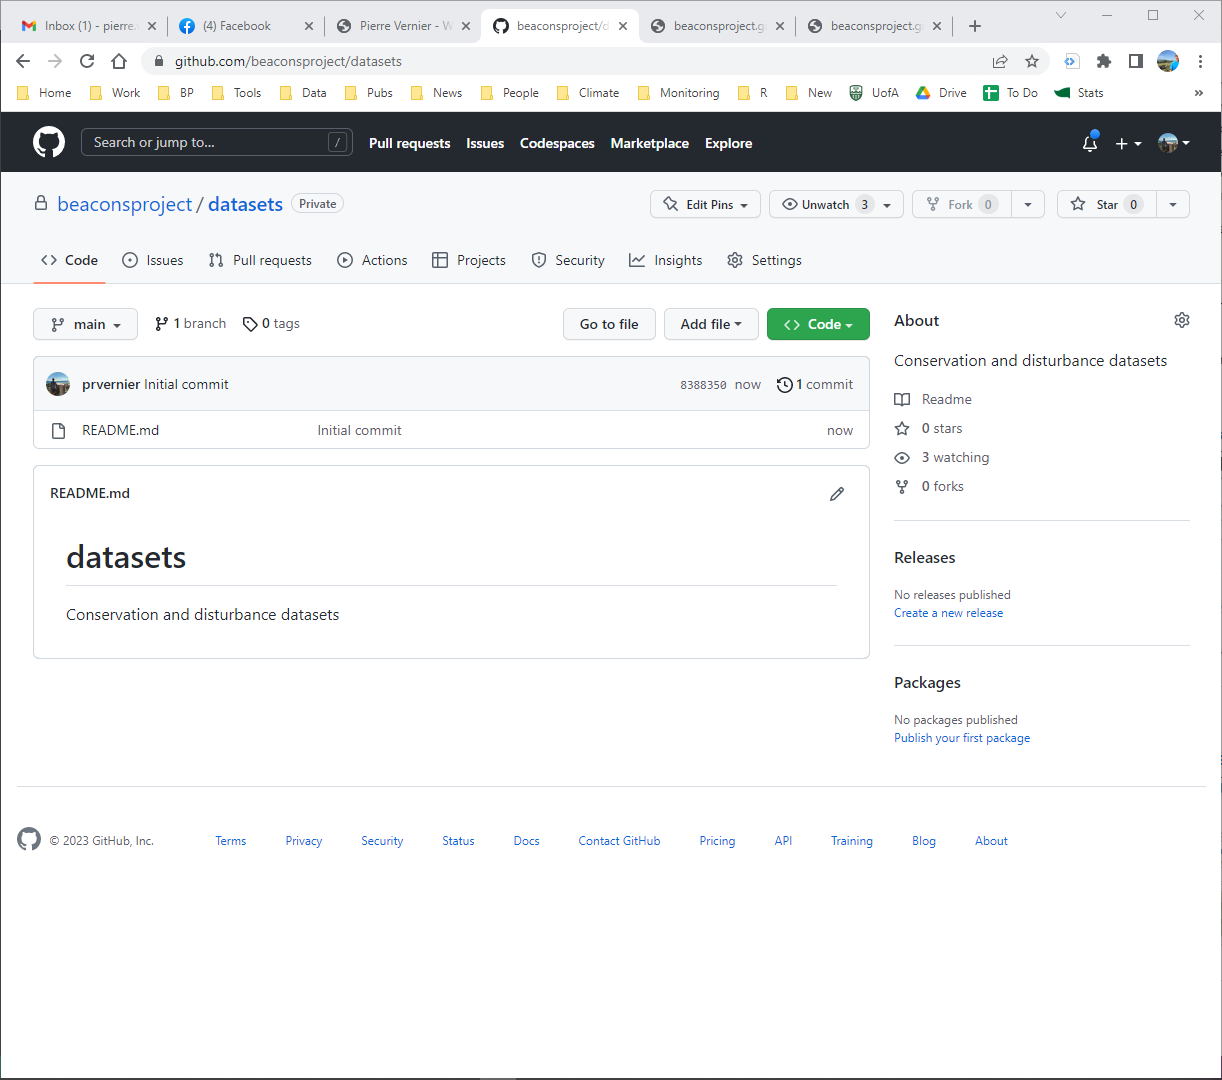 Inbox (1) - pierre. (4) Facebook Pierre Vernier - W beaconsproject/d beaconsproject.g beaconsproject.g
github.com/beaconsproject/datasets
Home Work BP Tools Data Pubs News People Climate Monitoring R New UofA Drive To Do Stats »
Search or jump to... / Pull requests Issues Codespaces Marketplace Explore
beaconsproject / datasets Private Edit Pins Unwatch 3 Fork 0 Star 0
Code Issues Pull requests Actions Projects Security Insights Settings
main 1 branch 0 tags Go to file Add file Code
prvernier Initial commit 8388350 now 1 commit
README.md Initial commit now
README.md
datasets
Conservation and disturbance datasets
About
Conservation and disturbance datasets
Readme
0 stars
3 watching
0 forks
Releases
No releases published
Create a new release
Packages
No packages published
Publish your first package
© 2023 GitHub, Inc. Terms Privacy Security Status Docs Contact GitHub Pricing API Training Blog About